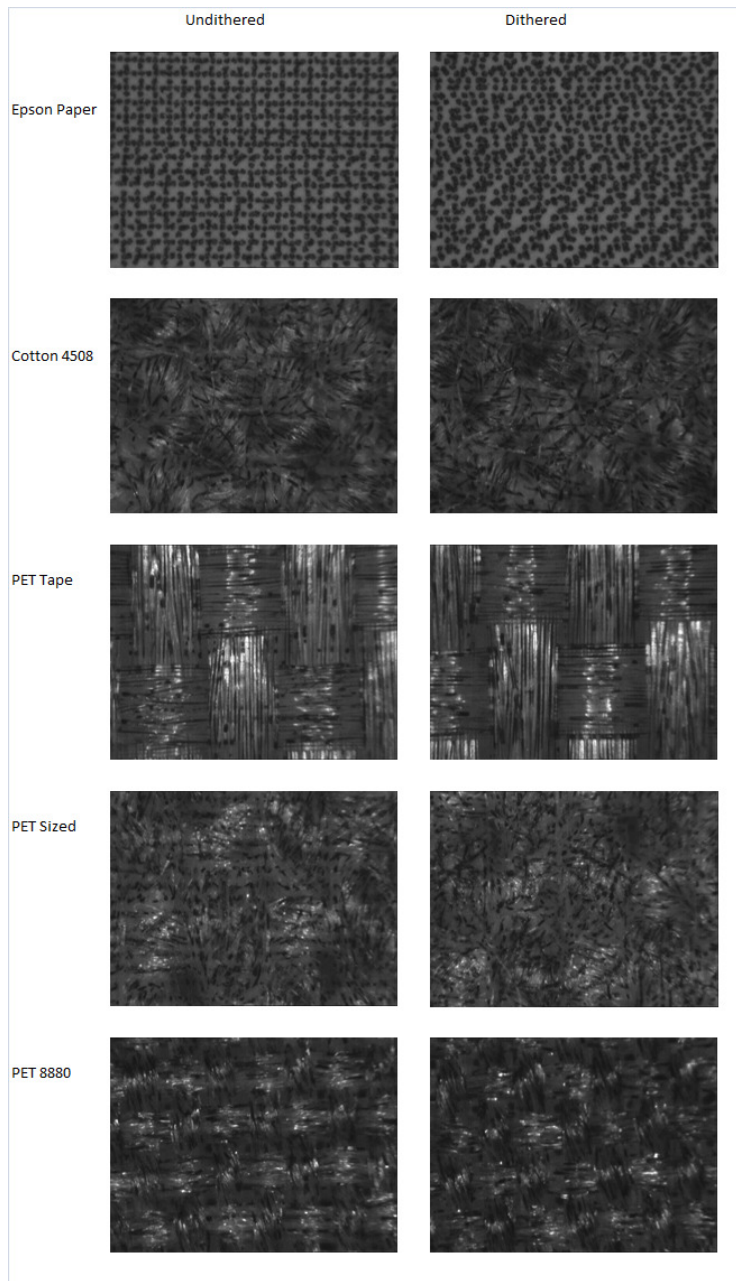 Undithered Dithered
Epson Paper
Cotton 4508
PET Tape
PET Sized
PET 8880